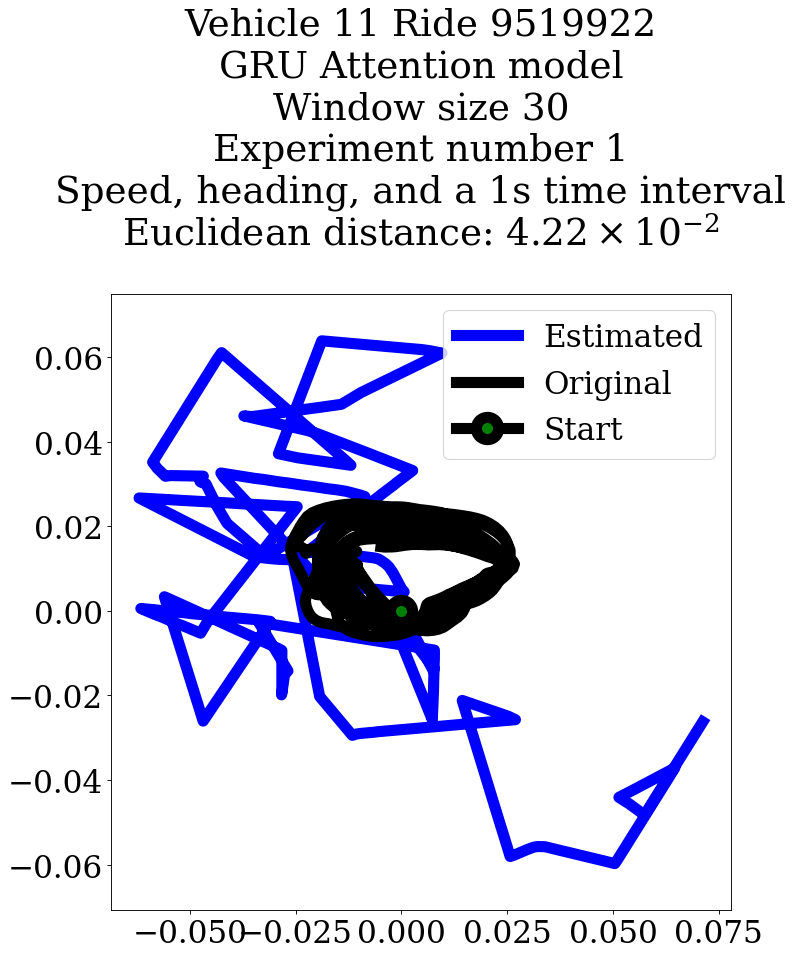 Vehicle 11 Ride 9519922
GRU Attention model
Window size 30
Experiment number 1
Speed, heading, and a 1s time interval
Euclidean distance: 4.22 × 10⁻²
Estimated
Original
Start
0.06
0.04
0.02
0.00
−0.02
−0.04
−0.06
−0.050 −0.025 0.000 0.025 0.050 0.075